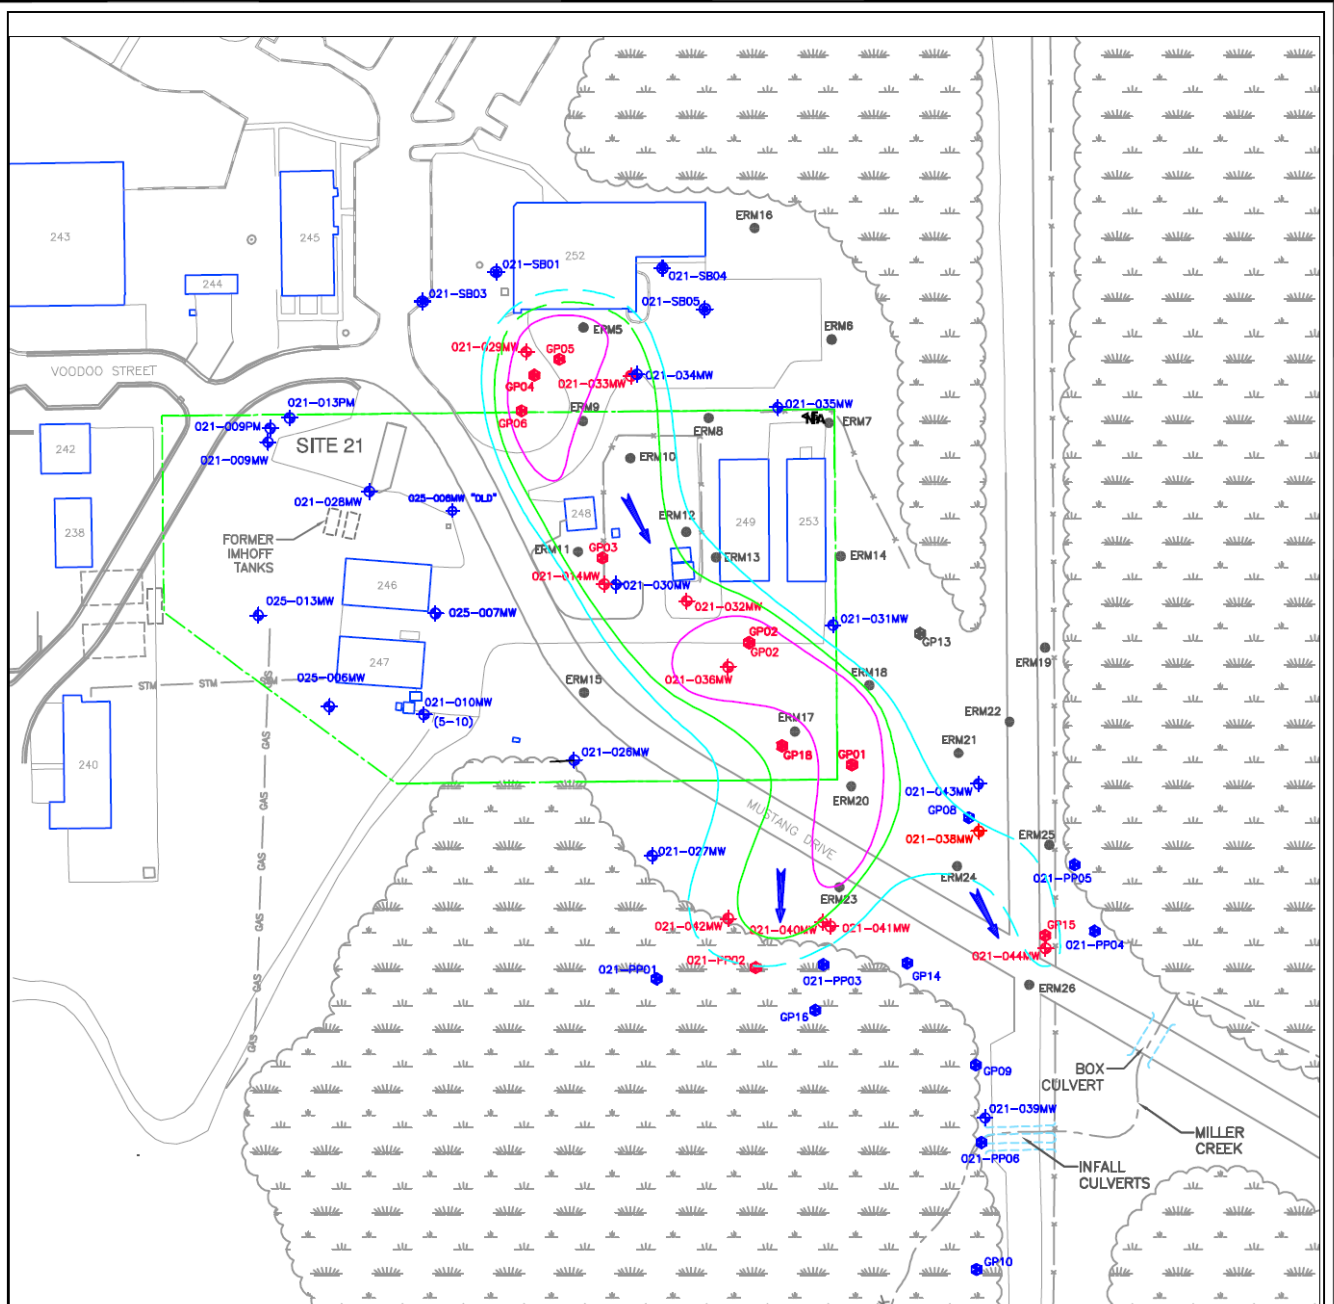 ERM16
243
245
252
021-SB01
021-SB04
244
021-SB03
021-SB05
ERM5
ERM6
021-029MW
GP05
VOODOO STREET
GP04
021-033MW
021-034MW
021-013PM
021-035MW
GP06
ERM9
ERM8
ERM7
021-009PM
SITE 21
242
021-009MW
ERM10
021-028MW
025-008MW "OLD"
248
ERM12
249
253
238
FORMER
IMHOFF
TANKS
ERM11
GP03
ERM13
ERM14
021-014MW
021-030MW
246
025-013MW
025-007MW
021-032MW
021-031MW
GP02
GP02
GP13
247
ERM19
021-036MW
STM
STM
STM
GAS
025-006MW
ERM15
ERM18
021-010MW
(5-10)
ERM22
GAS
ERM17
GP18
021-026MW
GP01
ERM21
240
ERM20
021-043MW
GAS
GP08
MUSTANG DRIVE
021-038MW
ERM25
021-027MW
GAS
ERM24
021-PP05
ERM23
GAS
021-042MW
021-040MW
021-041MW
GP15
021-PP04
021-PP02
021-044MW
021-PP01
021-PP03
GP14
ERM26
GAS
GP16
GAS
GP09
BOX
CULVERT
021-039MW
MILLER
CREEK
021-PP06
INFALL
CULVERTS
GP10